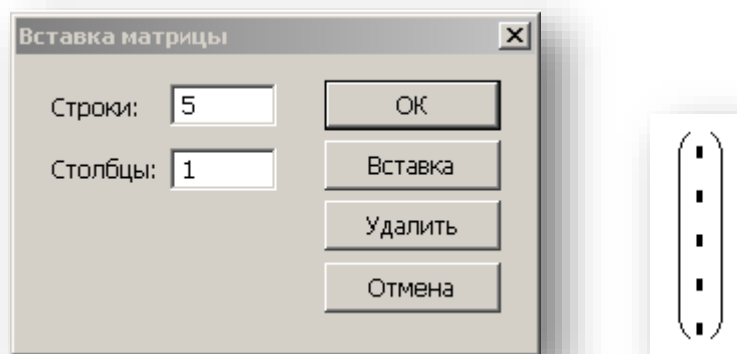 Вставка матрицы
Строки: 5
ОК
Столбцы: 1
Вставка
Удалить
Отмена